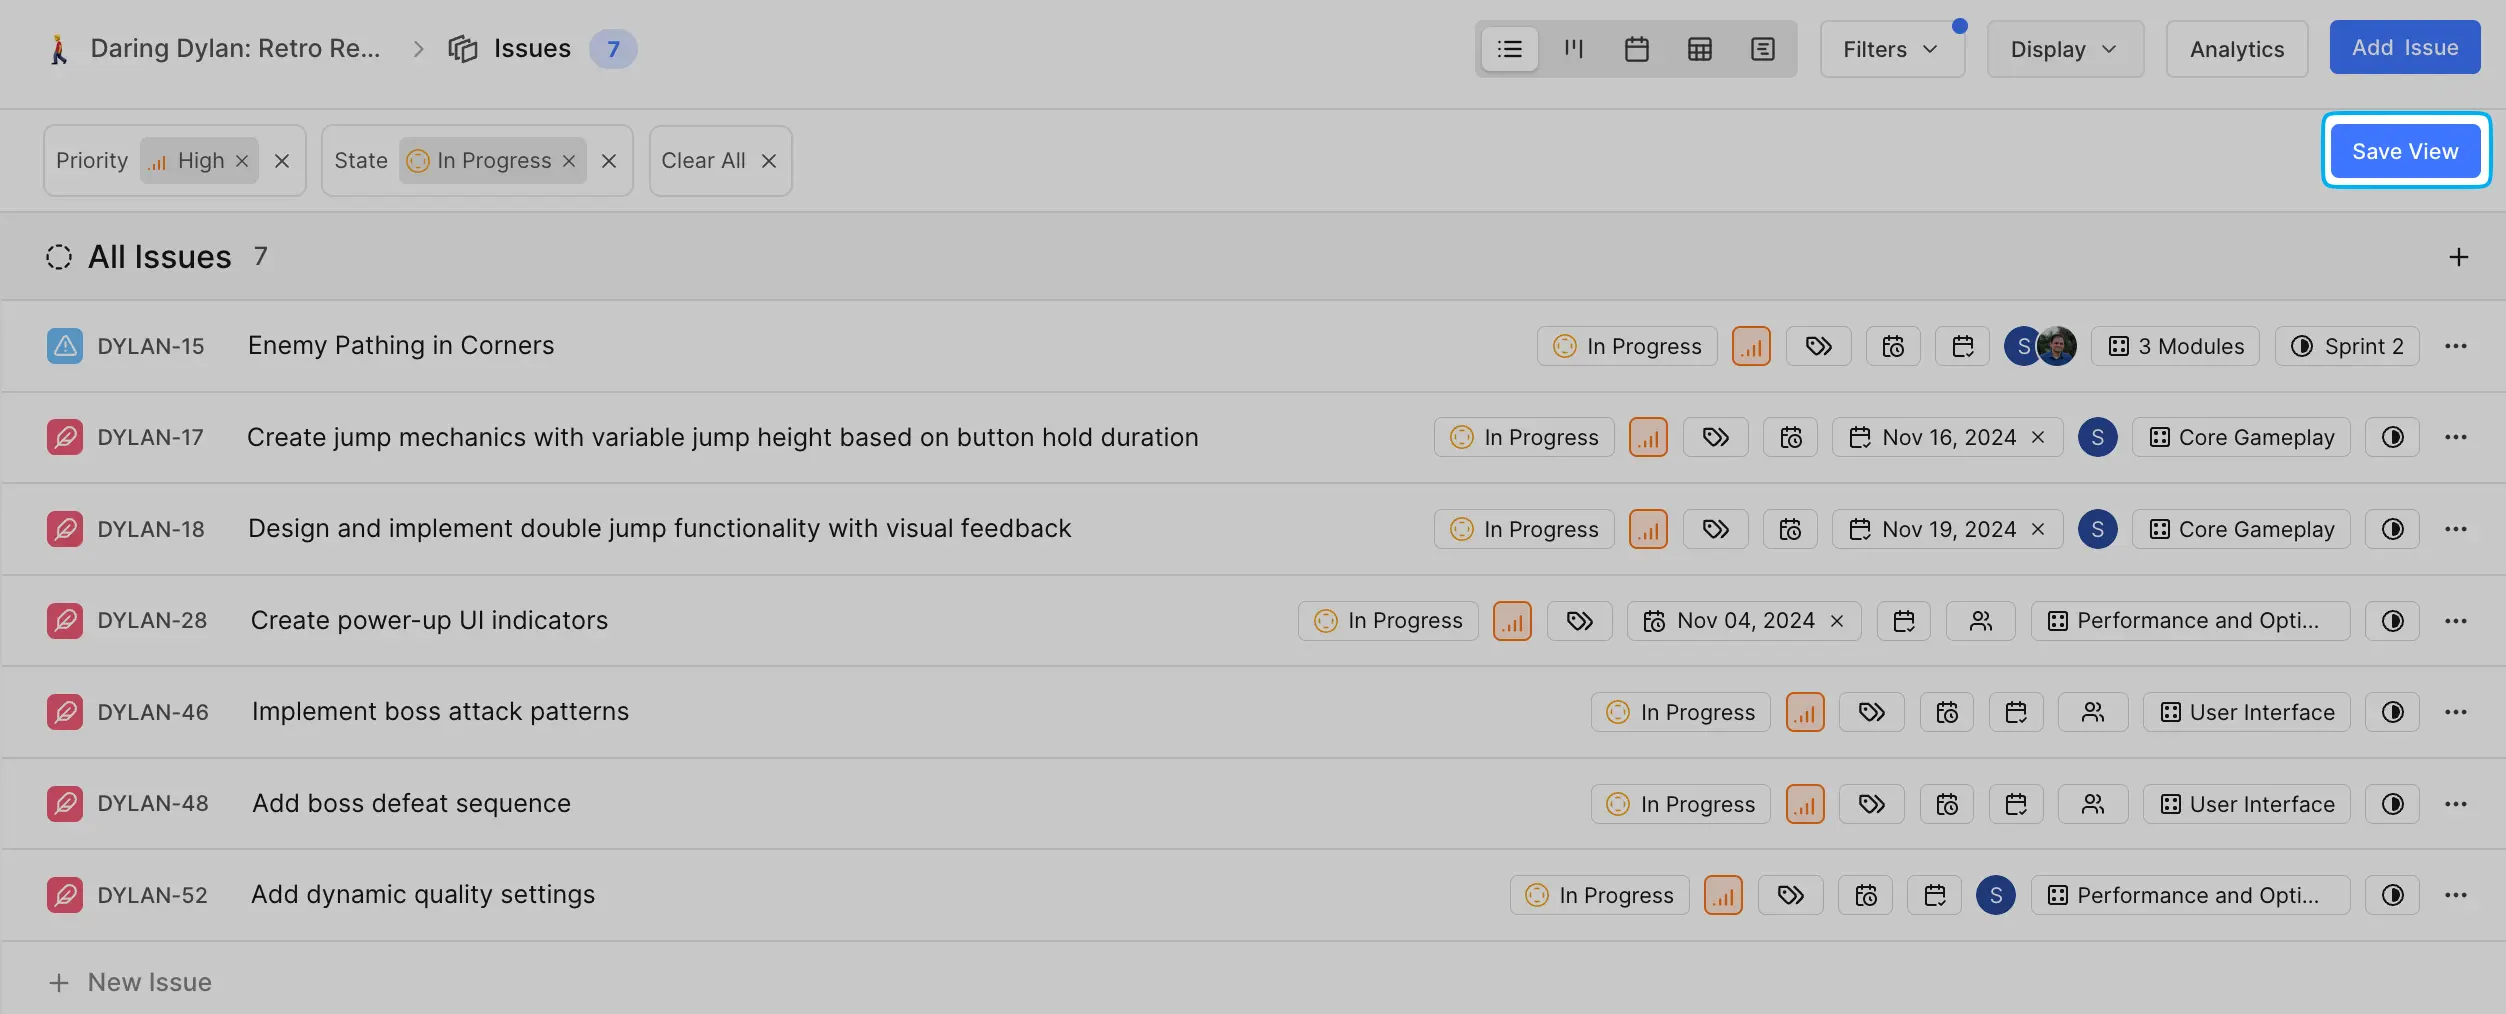 Daring Dylan: Retro Re... Issues 7 Filters Display Analytics Add Issue
Priority High State In Progress Clear All Save View
All Issues 7
DYLAN-15 Enemy Pathing in Corners In Progress S 3 Modules Sprint 2
DYLAN-17 Create jump mechanics with variable jump height based on button hold duration In Progress Nov 16, 2024 S Core Gameplay
DYLAN-18 Design and implement double jump functionality with visual feedback In Progress Nov 19, 2024 S Core Gameplay
DYLAN-28 Create power-up UI indicators In Progress Nov 04, 2024 Performance and Opti...
DYLAN-46 Implement boss attack patterns In Progress User Interface
DYLAN-48 Add boss defeat sequence In Progress User Interface
DYLAN-52 Add dynamic quality settings In Progress S Performance and Opti...
New Issue